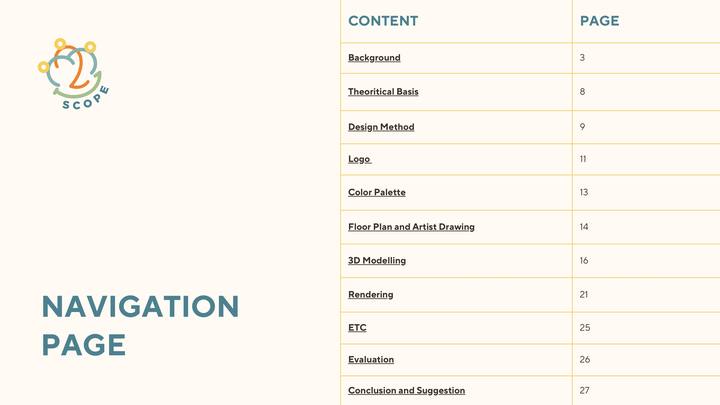 SCOPE
NAVIGATION
PAGE
CONTENT PAGE
Background 3
Theoritical Basis 8
Design Method 9
Logo 11
Color Palette 13
Floor Plan and Artist Drawing 14
3D Modelling 16
Rendering 21
ETC 25
Evaluation 26
Conclusion and Suggestion 27